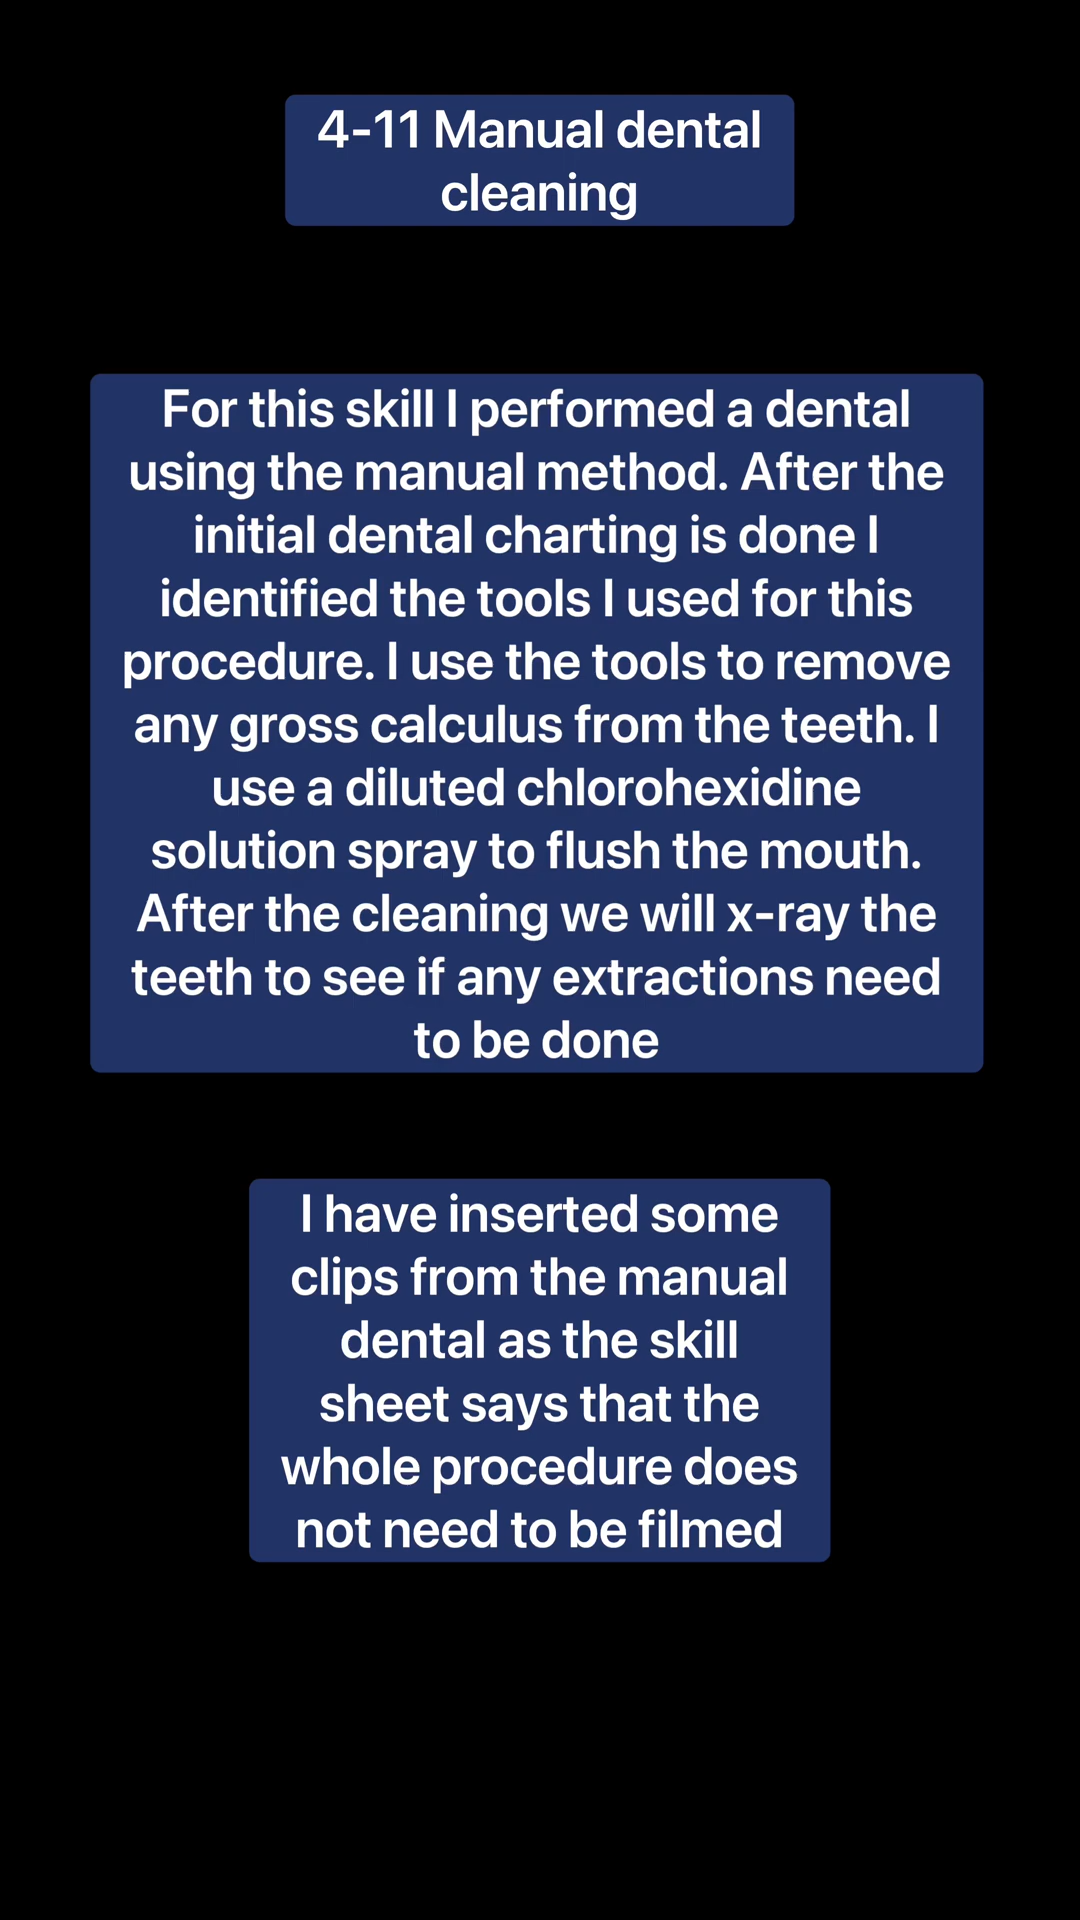 4-11 Manual dental
cleaning
For this skill I performed a dental
using the manual method. After the
initial dental charting is done I
identified the tools I used for this
procedure. I use the tools to remove
any gross calculus from the teeth. I
use a diluted chlorohexidine
solution spray to flush the mouth.
After the cleaning we will x-ray the
teeth to see if any extractions need
to be done
I have inserted some
clips from the manual
dental as the skill
sheet says that the
whole procedure does
not need to be filmed